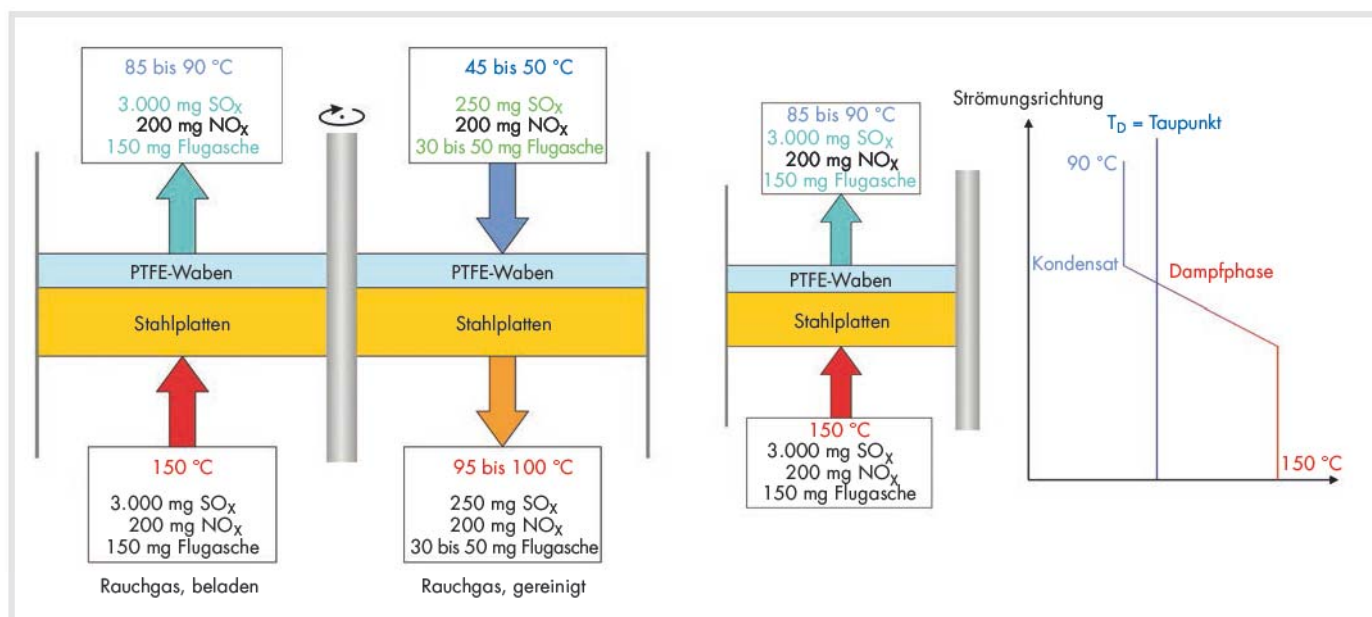 85 bis 90 °C
3.000 mg SOX
200 mg NOX
150 mg Flugasche
PTFE-Waben
Stahlplatten
150 °C
3.000 mg SOX
200 mg NOX
150 mg Flugasche
Rauchgas, beladen
45 bis 50 °C
250 mg SOX
200 mg NOX
30 bis 50 mg Flugasche
PTFE-Waben
Stahlplatten
95 bis 100 °C
250 mg SOX
200 mg NOX
30 bis 50 mg Flugasche
Rauchgas, gereinigt
85 bis 90 °C
3.000 mg SOX
200 mg NOX
150 mg Flugasche
PTFE-Waben
Stahlplatten
150 °C
3.000 mg SOX
200 mg NOX
150 mg Flugasche
Strömungsrichtung
TD = Taupunkt
90 °C
Kondensat
Dampfphase
150 °C